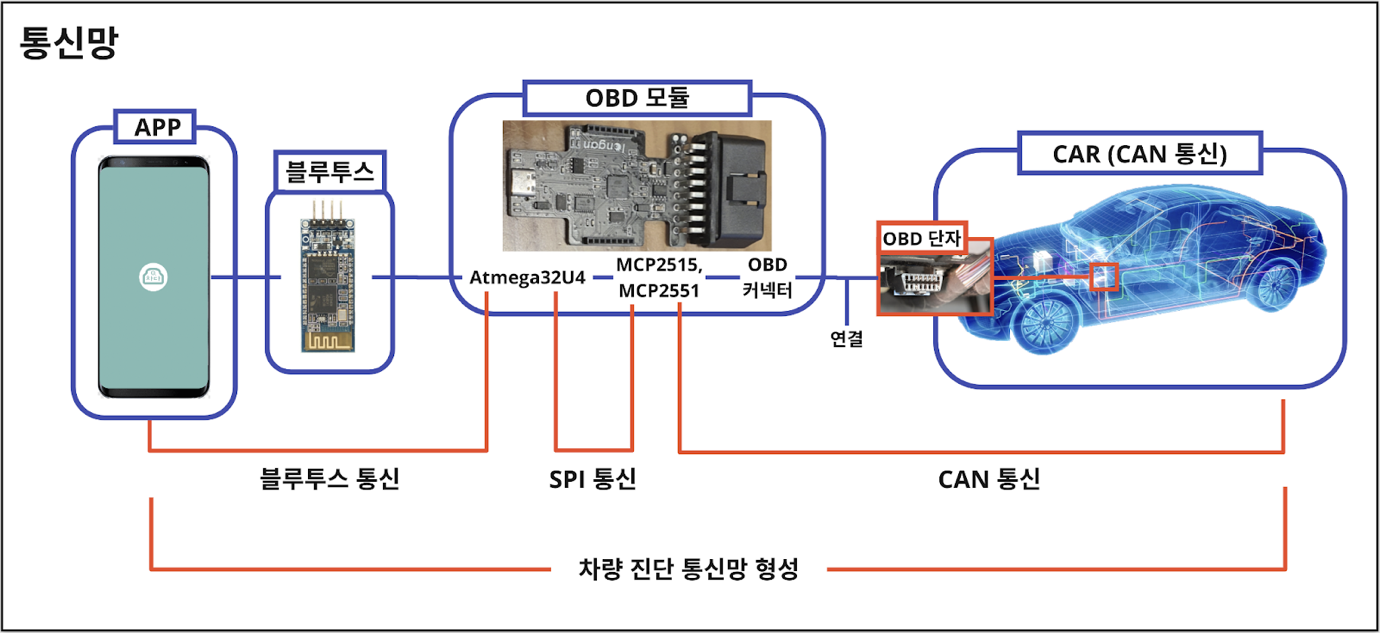 통신망
APP
블루투스
OBD 모듈
longan
Atmega32U4
MCP2515,
MCP2551
OBD
커넥터
연결
CAR (CAN 통신)
OBD 단자
블루투스 통신
SPI 통신
CAN 통신
차량 진단 통신망 형성